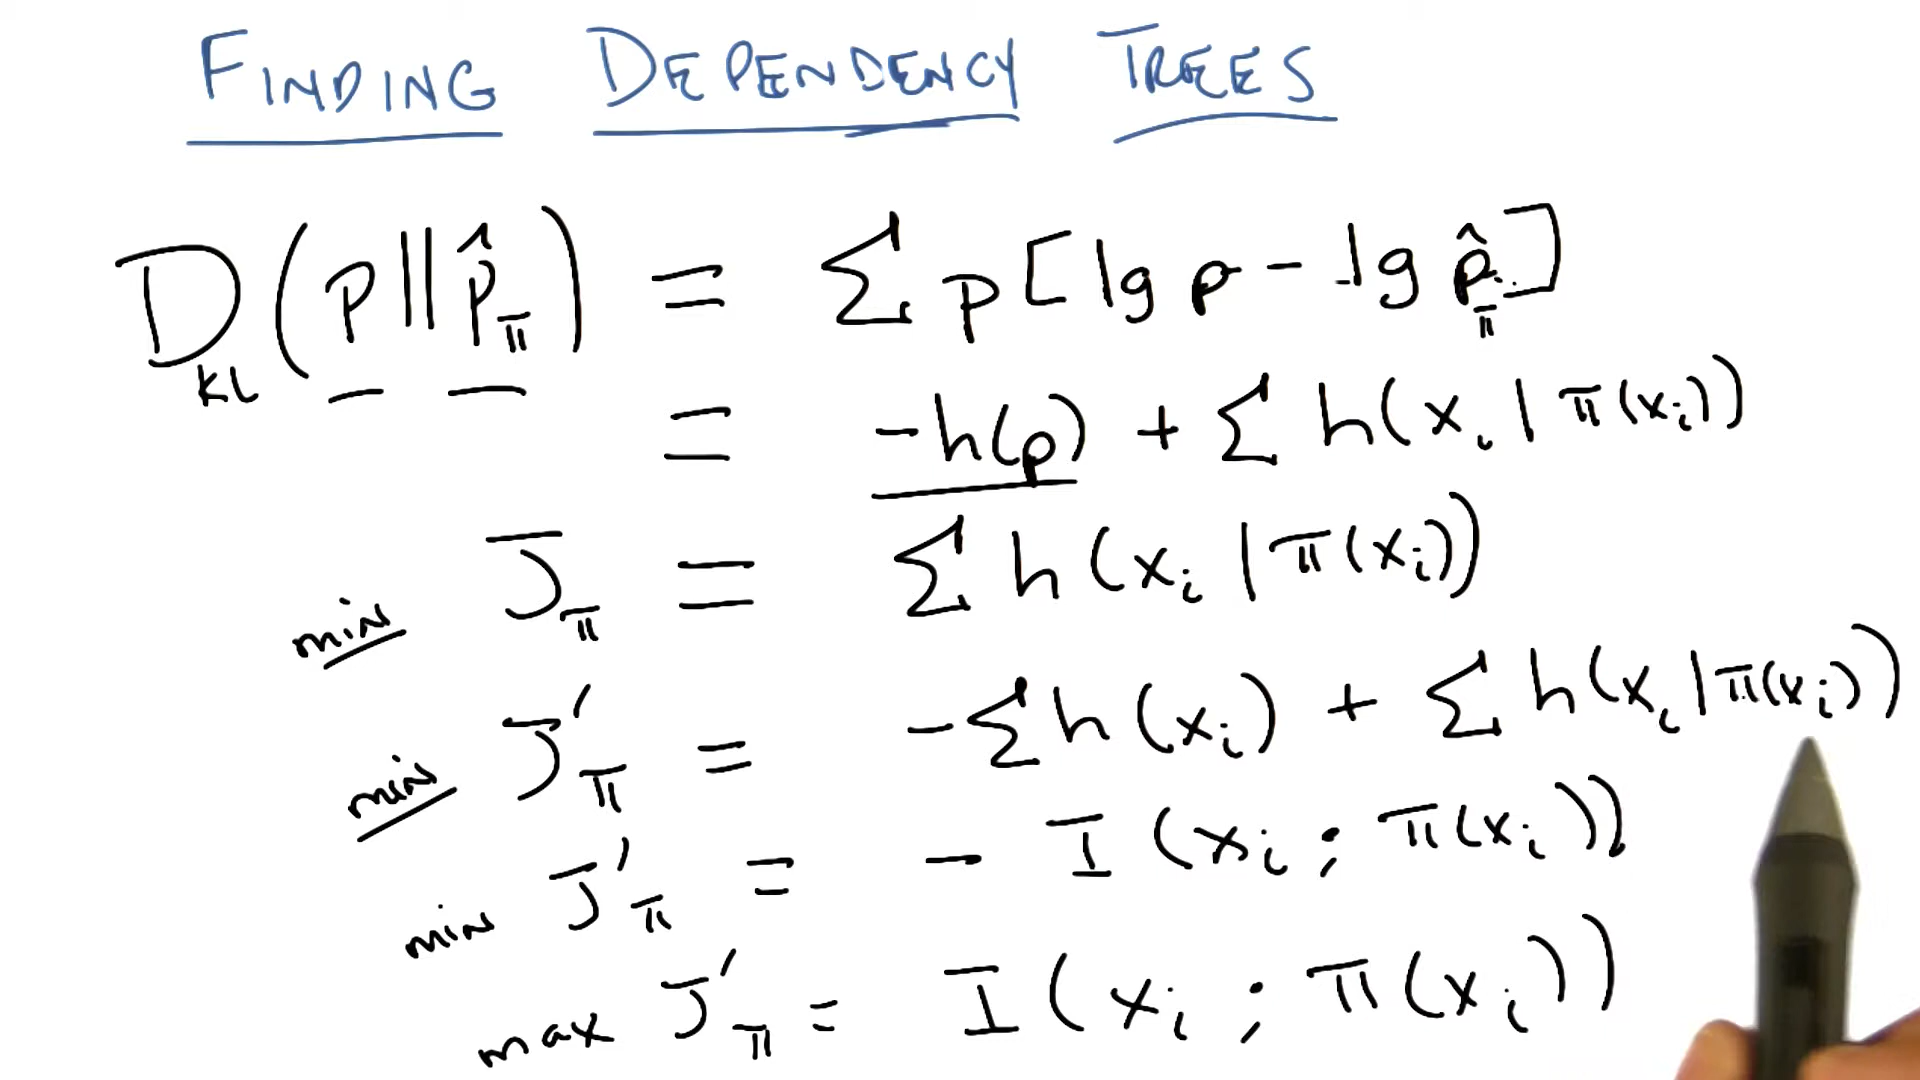 FINDING DEPENDENCY TREES
D_KL(p||p̂_π) = Σ p[lg p - lg p̂_π]
= -h(p) + Σ h(x_i | π(x_i))
min J_π = Σ h(x_i | π(x_i))
min J'_π = -Σ h(x_i) + Σ h(x_i | π(x_i))
min J'_π = - I(x_i ; π(x_i))
max J'_π = I(x_i ; π(x_i))